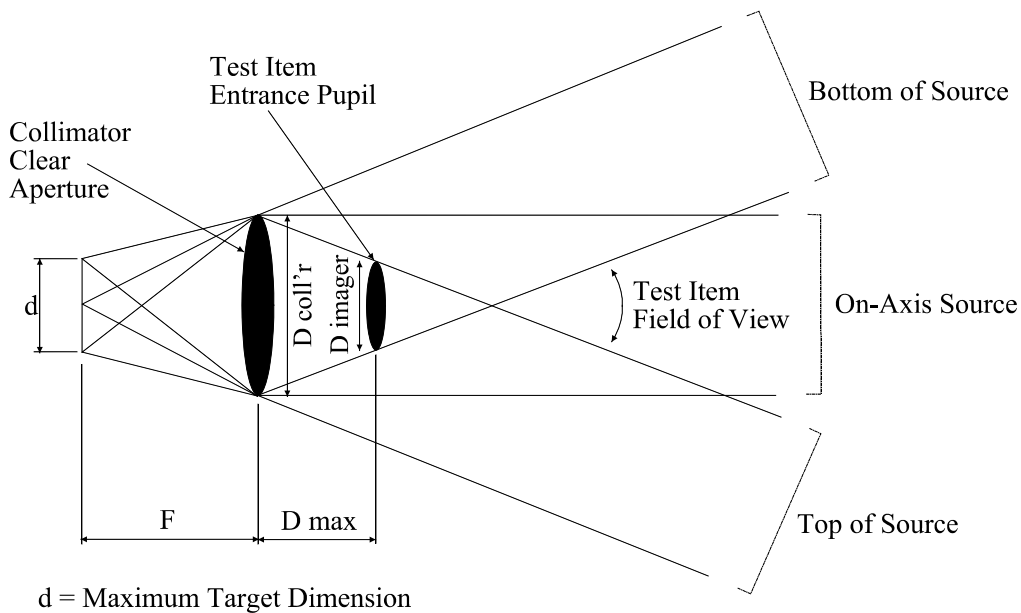 Test Item
Entrance Pupil
Bottom of Source
Collimator
Clear
Aperture
d
D coll'r
D imager
Test Item
Field of View
On-Axis Source
F
D max
Top of Source
d = Maximum Target Dimension